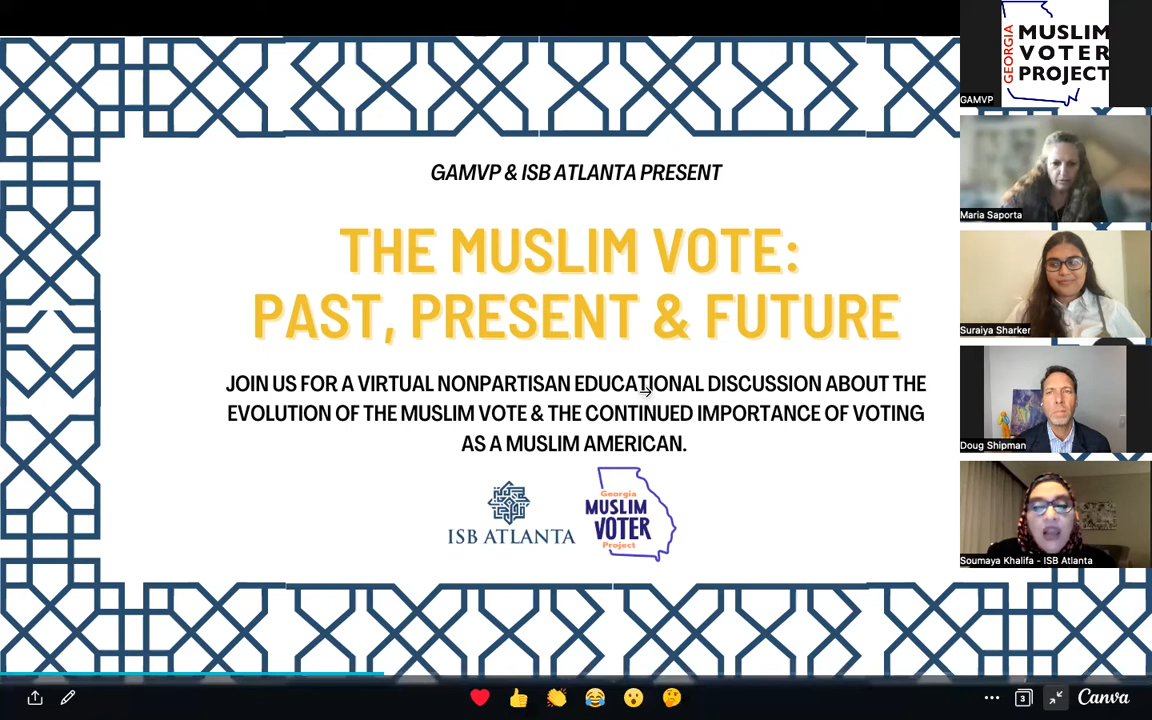 GAMVP & ISB ATLANTA PRESENT
THE MUSLIM VOTE:
PAST, PRESENT & FUTURE
JOIN US FOR A VIRTUAL NONPARTISAN EDUCATIONAL DISCUSSION ABOUT THE
EVOLUTION OF THE MUSLIM VOTE & THE CONTINUED IMPORTANCE OF VOTING
AS A MUSLIM AMERICAN.
ISB ATLANTA
Georgia
MUSLIM
VOTER
Project
GEORGIA
MUSLIM
VOTER
PROJECT
GAMVP
Maria Saporta
Suraiya Sharker
Doug Shipman
Soumaya Khalifa - ISB Atlanta
3
Canva